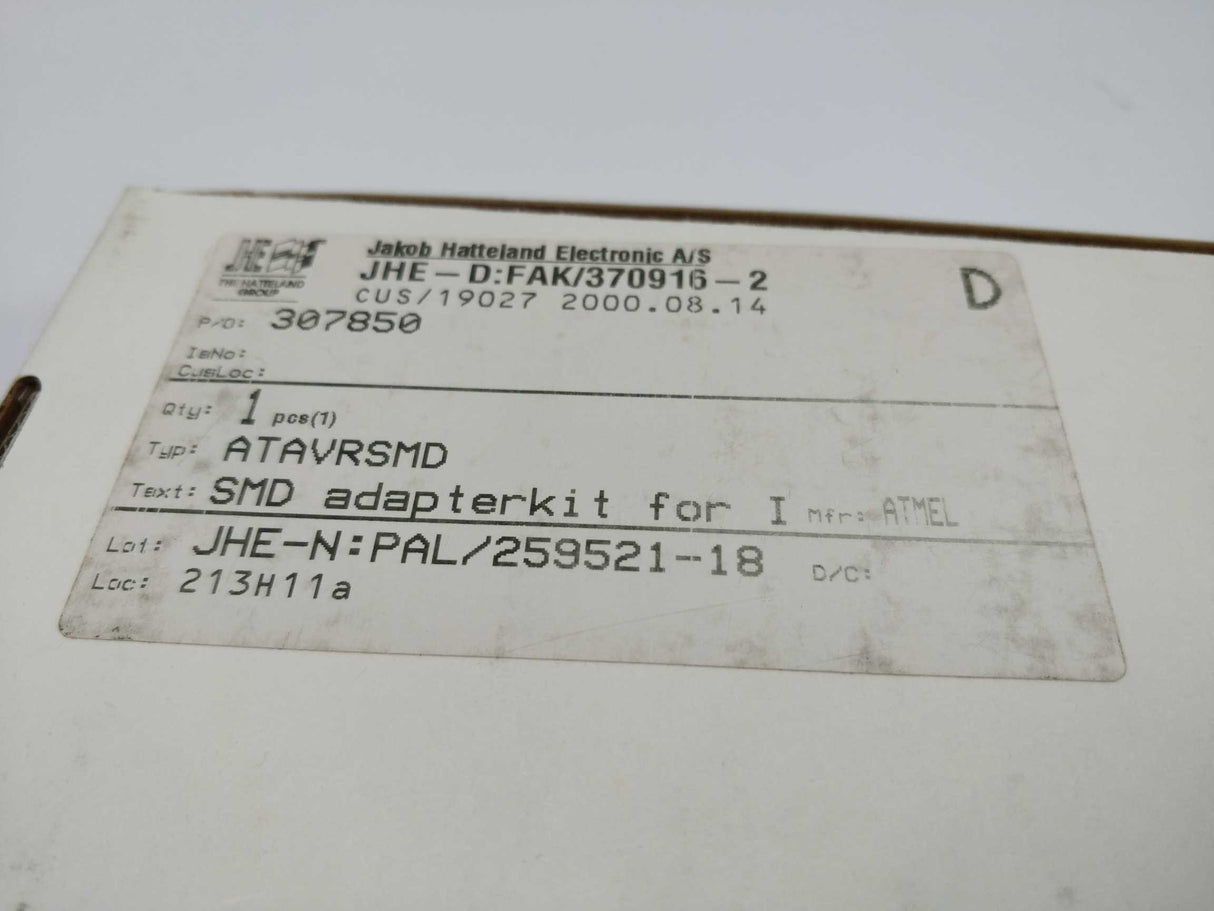 JHE
THE HATTELAND
GROUP
Jakob Hatteland Electronic A/S
JHE-D:FAK/370916-2
CUS/19027 2000.08.14
D
P/O: 307850
IsNo:
CusLoc:
Qty: 1 pcs(1)
Typ: ATAVRSMD
Text: SMD adapterkit for I Mfr: ATMEL
Lot: JHE-N:PAL/259521-18 D/C:
Loc: 213H11a